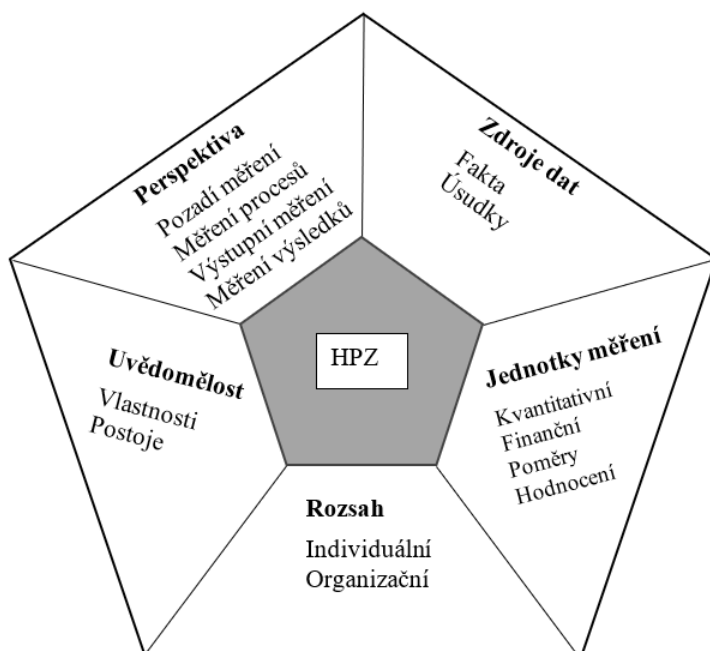 Perspektiva
Pozadí měření
Měření procesů
Výstupní měření
Měření výsledků
Zdroje dat
Fakta
Úsudky
Uvědomělost
Vlastnosti
Postoje
HPZ
Jednotky měření
Kvantitativní
Finanční
Poměry
Hodnocení
Rozsah
Individuální
Organizační